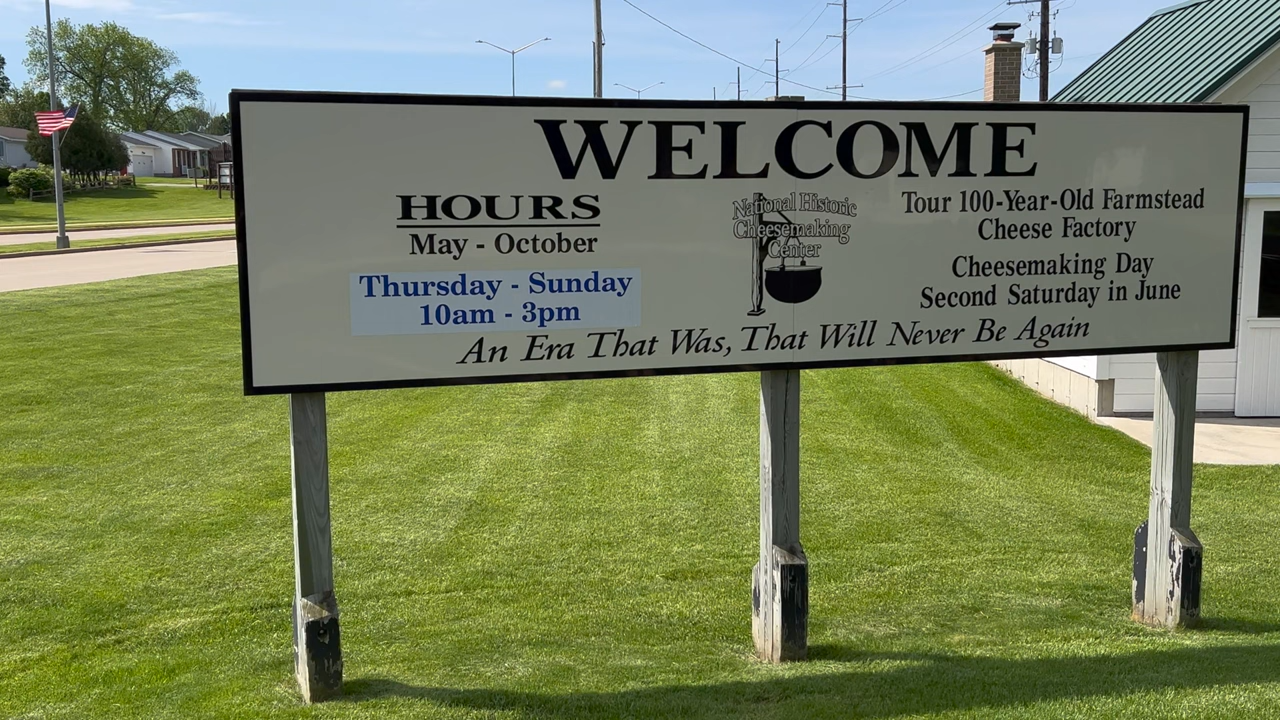 WELCOME
HOURS
May - October
Thursday - Sunday
10am - 3pm
National Historic
Cheesemaking
Center
Tour 100-Year-Old Farmstead
Cheese Factory
Cheesemaking Day
Second Saturday in June
An Era That Was, That Will Never Be Again